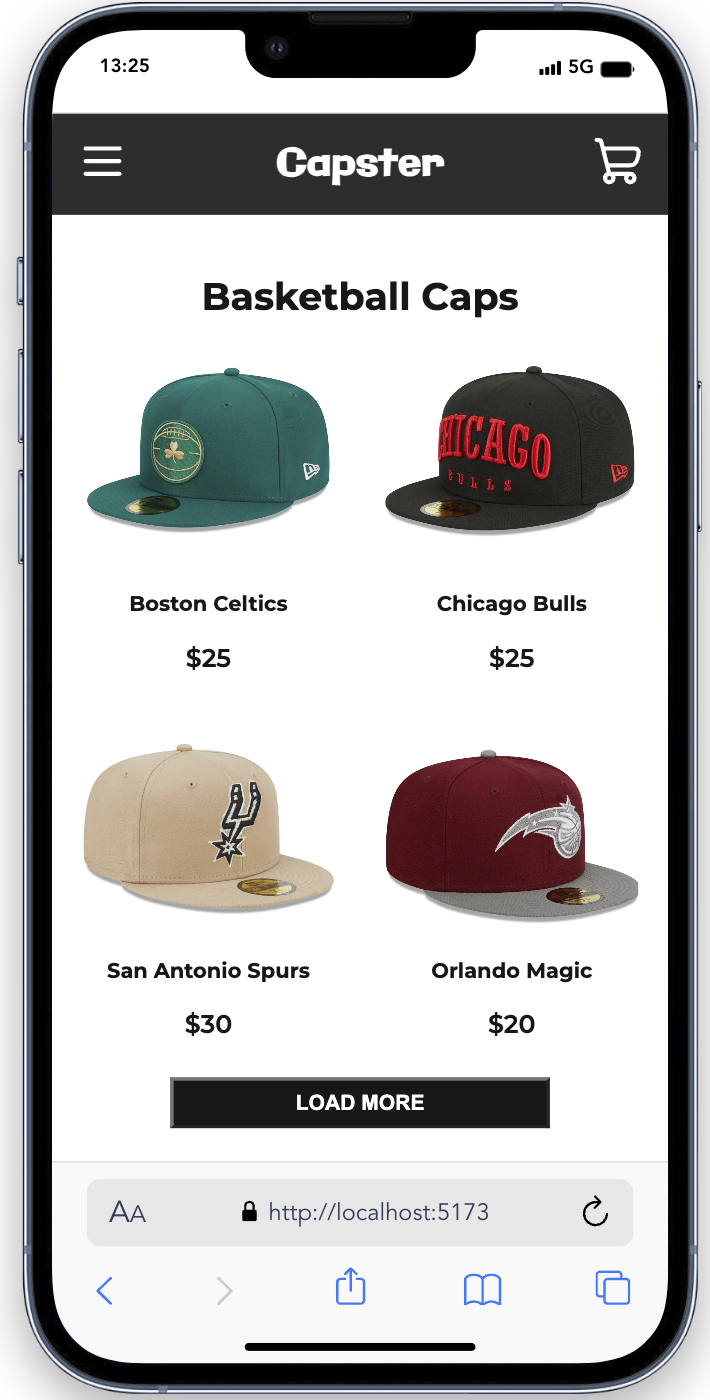 13:25
5G
Capster
Basketball Caps
CHICAGO
BULLS
Boston Celtics
Chicago Bulls
$25
$25
San Antonio Spurs
Orlando Magic
$30
$20
LOAD MORE
AA
http://localhost:5173